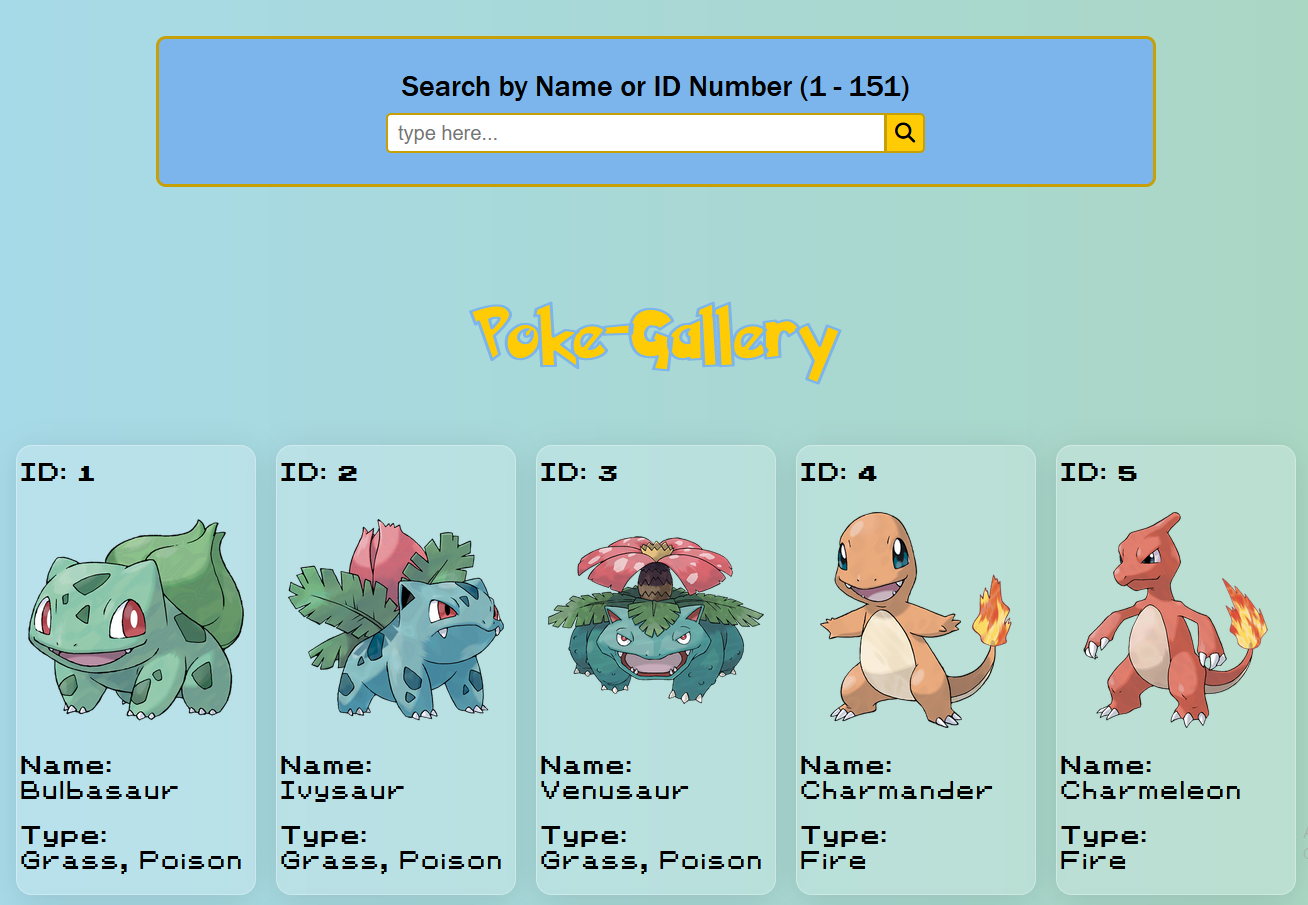 Search by Name or ID Number (1 - 151)
type here...
Poke-Gallery
ID: 1
Name:
Bulbasaur
Type:
Grass, Poison
ID: 2
Name:
Ivysaur
Type:
Grass, Poison
ID: 3
Name:
Venusaur
Type:
Grass, Poison
ID: 4
Name:
Charmander
Type:
Fire
ID: 5
Name:
Charmeleon
Type:
Fire